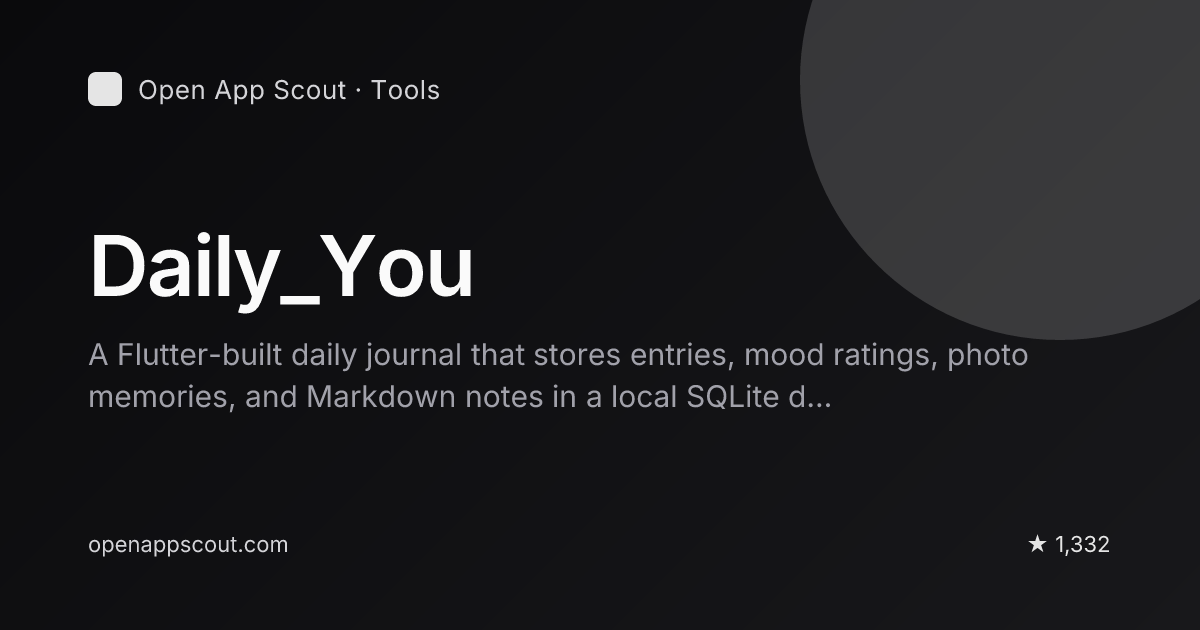 Open App Scout · Tools
Daily_You
A Flutter-built daily journal that stores entries, mood ratings, photo
memories, and Markdown notes in a local SQLite d...
openappscout.com
★ 1,332